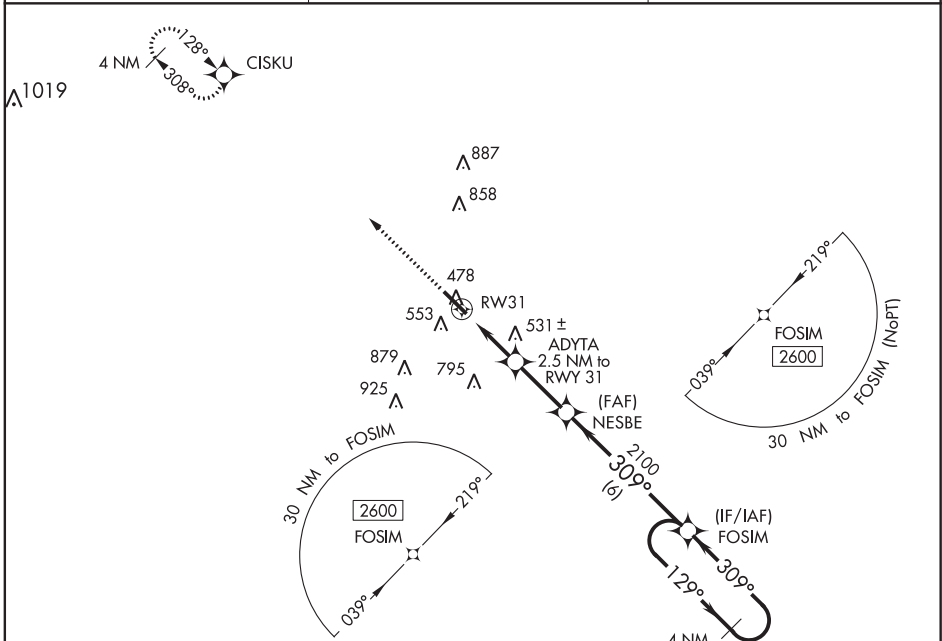 128°
4 NM
CISKU
308°
1019
887
858
219°
478
RW31
553
531 ±
FOSIM
2600
ADYTA
2.5 NM to
RWY 31
039°
879
795
925
(FAF)
NESBE
30 NM to FOSIM (NoPT)
30 NM to FOSIM
2100
309°
(6)
219°
2600
FOSIM
(IF/IAF)
FOSIM
039°
129°
309°
4 NM